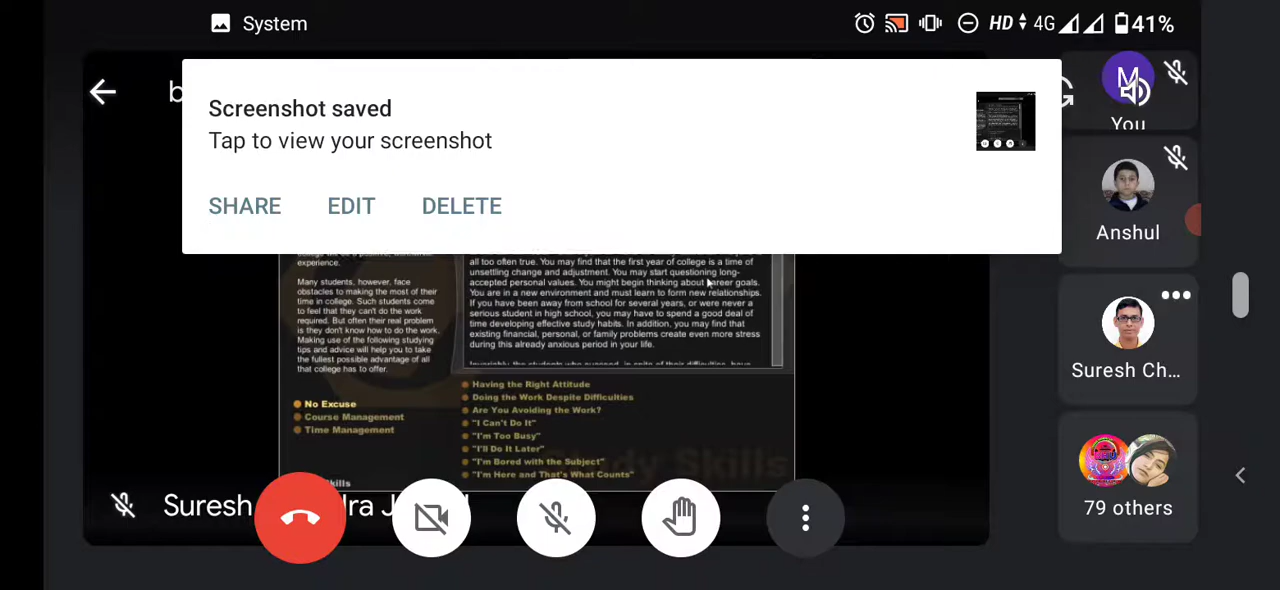 System
HD 4G 41%
b
G
Screenshot saved
Tap to view your screenshot
SHARE EDIT DELETE
M
You
Anshul
Suresh Ch...
79 others
experience.
Many students, however, face
obstacles to making the most of their
time in college. Such students come
to feel that they can't do the work
required. But often their real problem
is they don't know how to do the work.
Making use of the following studying
tips and advice will help you to take
the fullest possible advantage of all
that college has to offer.
No Excuse
Course Management
Time Management
all too often true. You may find that the first year of college is a time of
unsettling change and adjustment. You may start questioning long-
accepted personal values. You might begin thinking about career goals.
You are in a new environment and must learn to form new relationships.
If you have been away from school for several years, or were never a
serious student in high school, you may have to spend a good deal of
time developing effective study habits. In addition, you may find that
existing financial, personal, or family problems create even more stress
during this already anxious period in your life.
Having the Right Attitude
Doing the Work Despite Difficulties
Are You Avoiding the Work?
"I Can't Do It"
"I'm Too Busy"
"I'll Do It Later"
"I'm Bored with the Subject"
"I'm Here and That's What Counts"
dy Skills
kills
Suresh dra J d